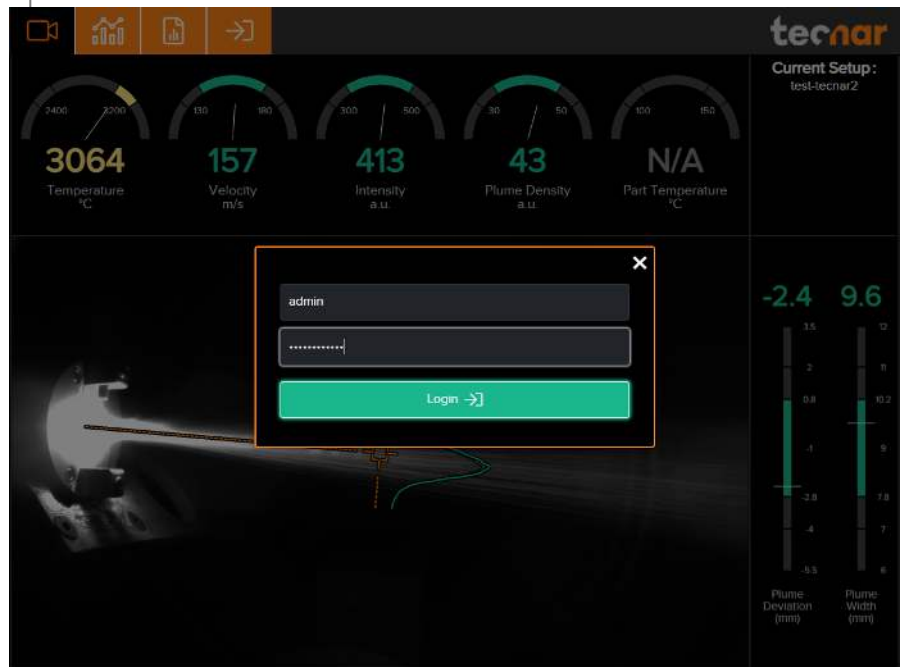 tecnar
Current Setup:
test-tecnar2
2400 3200
130 180
300 500
30 50
100 150
3064
157
413
43
N/A
Temperature
°C
Velocity
m/s
Intensity
a.u.
Plume Density
a.u.
Part Temperature
°C
admin
••••••••••••
Login
-2.4 9.6
3.5 12
2 11
0.8 10.2
-1 9
-2.8 7.8
-4 7
-5.5 6
Plume
Deviation
(mm)
Plume
Width
(mm)